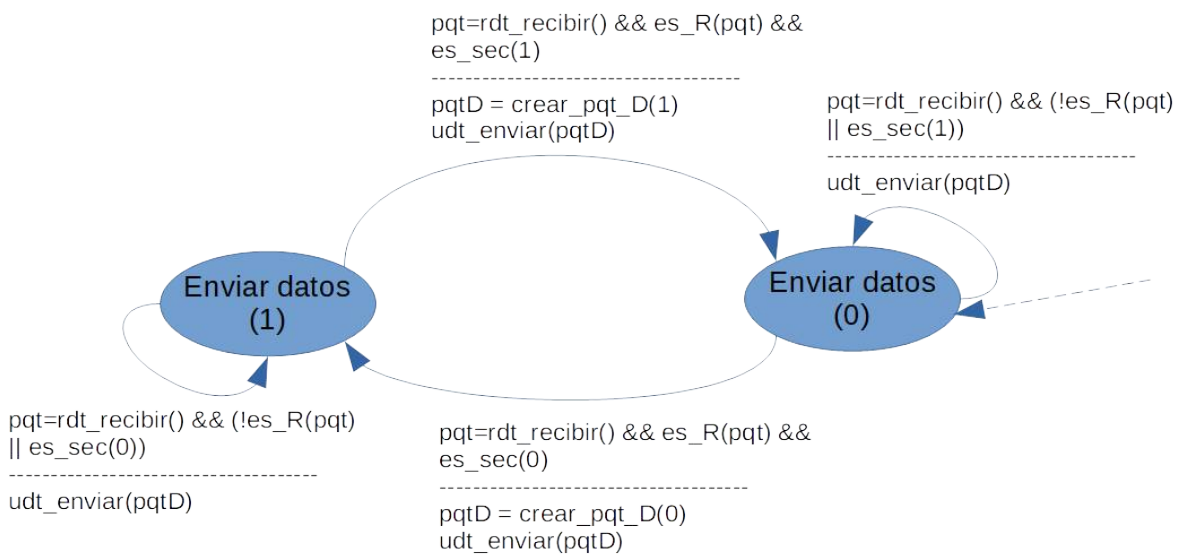 pqt=rdt_recibir() && es_R(pqt) &&
es_sec(1)
-----------------------------------
pqtD = crear_pqt_D(1)
udt_enviar(pqtD)
pqt=rdt_recibir() && (!es_R(pqt)
|| es_sec(1))
-----------------------------------
udt_enviar(pqtD)
Enviar datos
(1)
Enviar datos
(0)
pqt=rdt_recibir() && (!es_R(pqt)
|| es_sec(0))
-----------------------------------
udt_enviar(pqtD)
pqt=rdt_recibir() && es_R(pqt) &&
es_sec(0)
-----------------------------------
pqtD = crear_pqt_D(0)
udt_enviar(pqtD)